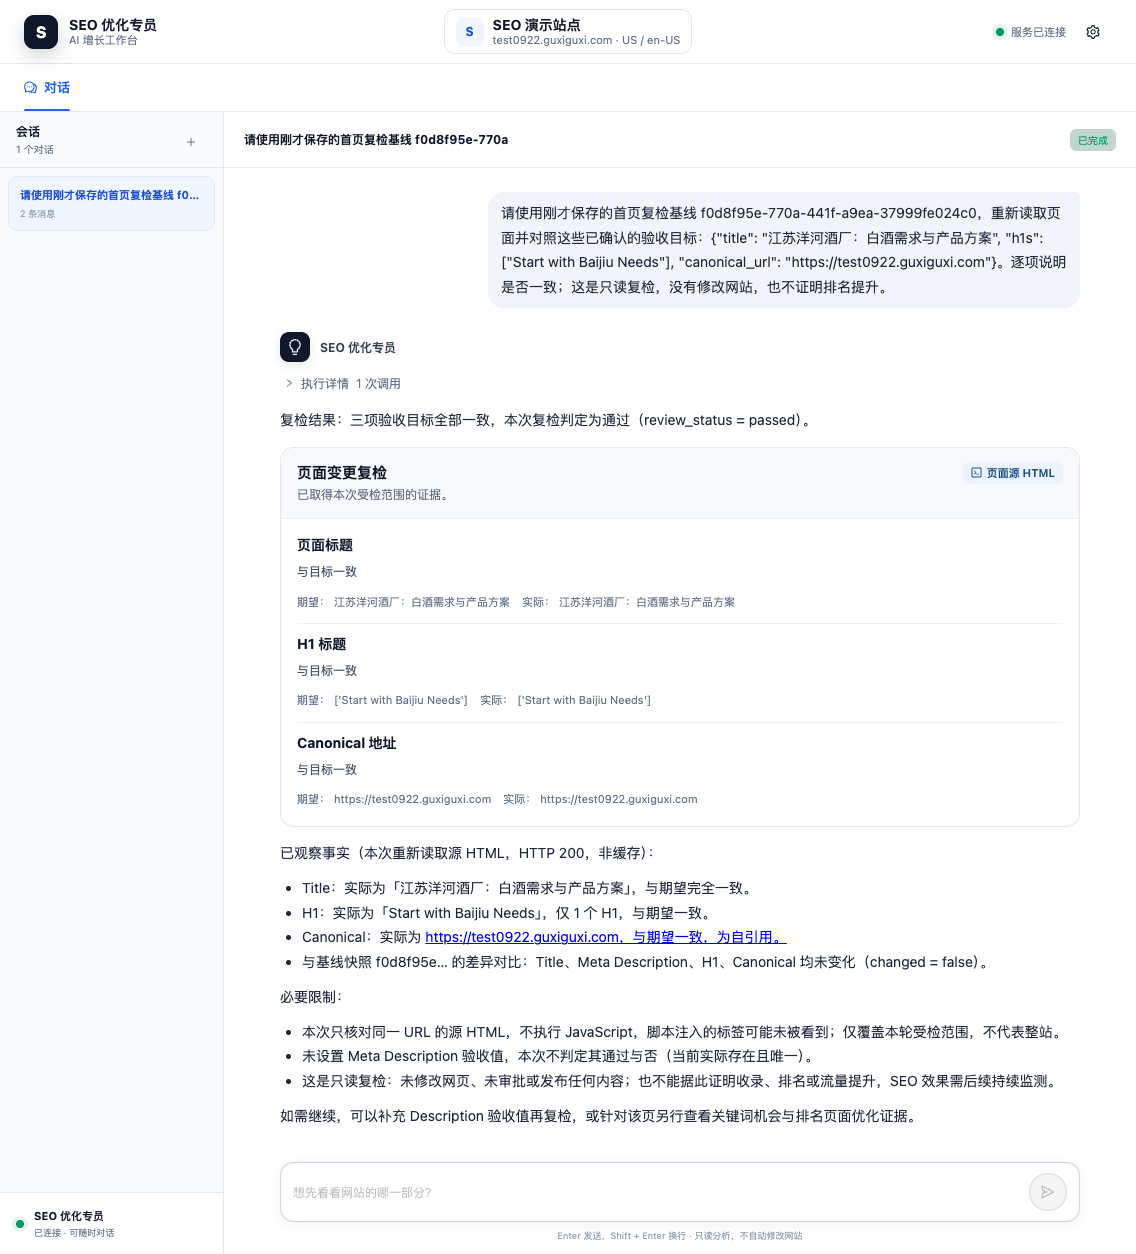 S
SEO 优化专员
AI 增长工作台
S
SEO 演示站点
test0922.guxiguxi.com · US / en-US
服务已连接
对话
会话
1 个对话
请使用刚才保存的首页复检基线 f0d8f95e-770a
已完成
请使用刚才保存的首页复检基线 f0...
2 条消息
请使用刚才保存的首页复检基线 f0d8f95e-770a-441f-a9ea-37999fe024c0，重新读取页
面并对照这些已确认的验收目标：{"title": "江苏洋河酒厂：白酒需求与产品方案", "h1s":
["Start with Baijiu Needs"], "canonical_url": "https://test0922.guxiguxi.com"}。逐项说明
是否一致；这是只读复检，没有修改网站，也不证明排名提升。
SEO 优化专员
执行详情 1 次调用
复检结果：三项验收目标全部一致，本次复检判定为通过（review_status = passed）。
页面变更复检
页面源 HTML
已取得本次受检范围的证据。
页面标题
与目标一致
期望： 江苏洋河酒厂：白酒需求与产品方案 实际： 江苏洋河酒厂：白酒需求与产品方案
H1 标题
与目标一致
期望： ['Start with Baijiu Needs'] 实际： ['Start with Baijiu Needs']
Canonical 地址
与目标一致
期望： https://test0922.guxiguxi.com 实际： https://test0922.guxiguxi.com
已观察事实（本次重新读取源 HTML，HTTP 200，非缓存）：
• Title：实际为「江苏洋河酒厂：白酒需求与产品方案」，与期望完全一致。
• H1：实际为「Start with Baijiu Needs」，仅 1 个 H1，与期望一致。
• Canonical：实际为 https://test0922.guxiguxi.com，与期望一致，为自引用。
• 与基线快照 f0d8f95e… 的差异对比：Title、Meta Description、H1、Canonical 均未变化（changed = false）。
必要限制：
• 本次只核对同一 URL 的源 HTML，不执行 JavaScript，脚本注入的标签可能未被看到；仅覆盖本轮受检范围，不代表整站。
• 未设置 Meta Description 验收值，本次不判定其通过与否（当前实际存在且唯一）。
• 这是只读复检：未修改网页、未审批或发布任何内容；也不能据此证明收录、排名或流量提升，SEO 效果需后续持续监测。
如需继续，可以补充 Description 验收值再复检，或针对该页另行查看关键词机会与排名页面优化证据。
想先看看网站的哪一部分?
Enter 发送，Shift + Enter 换行 · 只读分析，不自动修改网站
SEO 优化专员
已连接 · 可随时对话